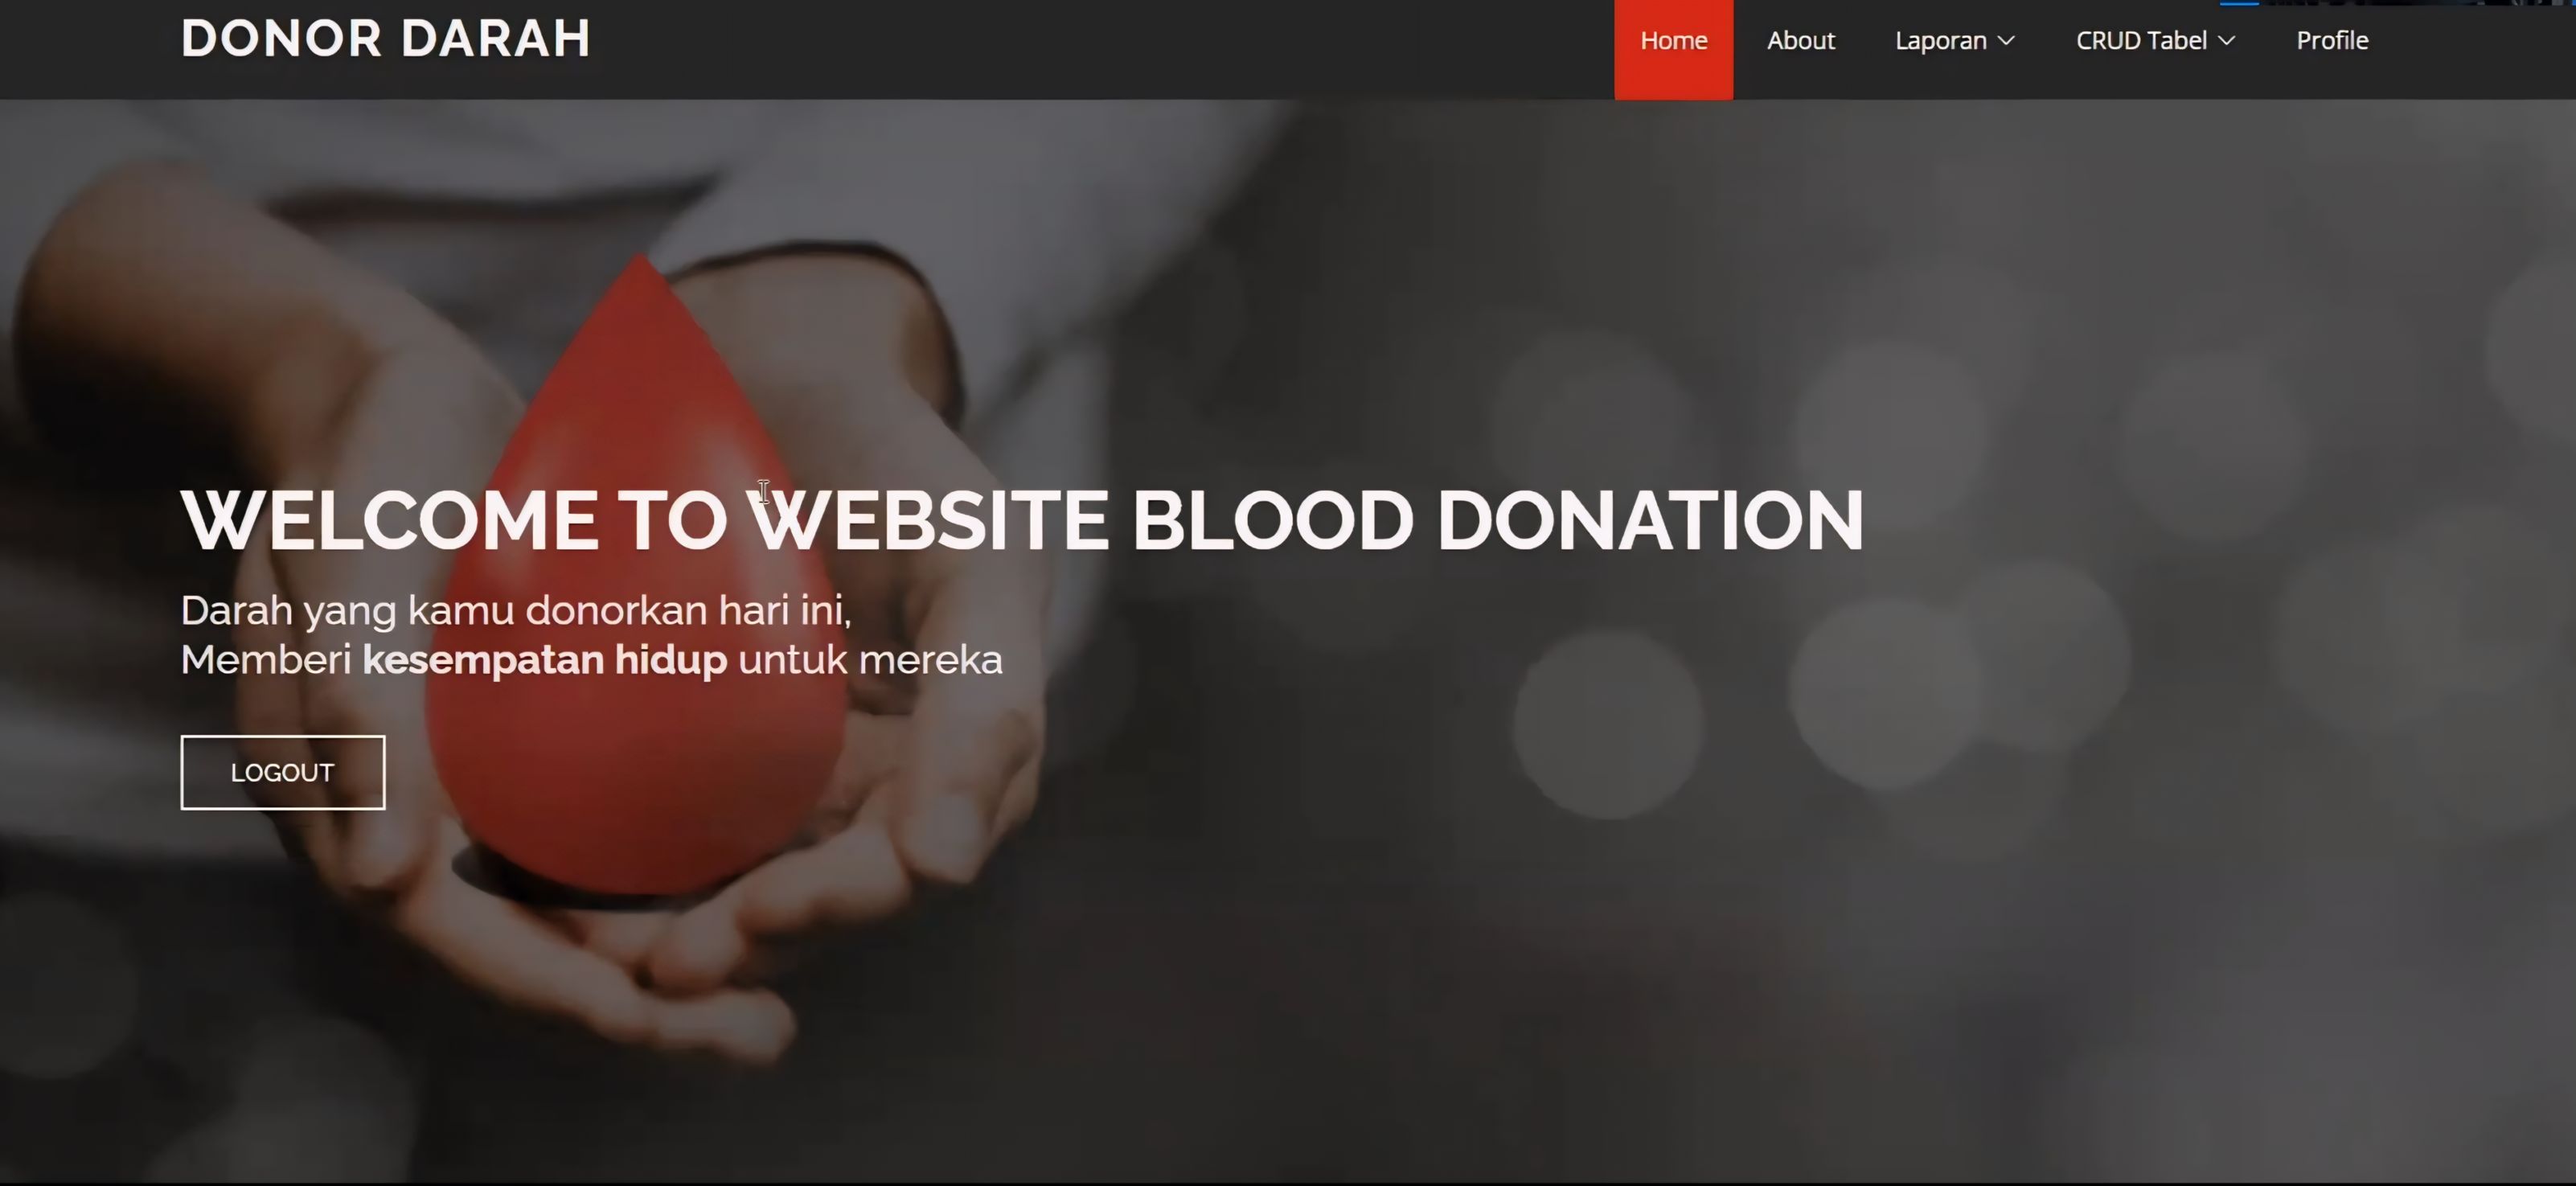 DONOR DARAH
Home
About
Laporan
CRUD Tabel
Profile
WELCOME TO WEBSITE BLOOD DONATION
Darah yang kamu donorkan hari ini,
Memberi kesempatan hidup untuk mereka
LOGOUT